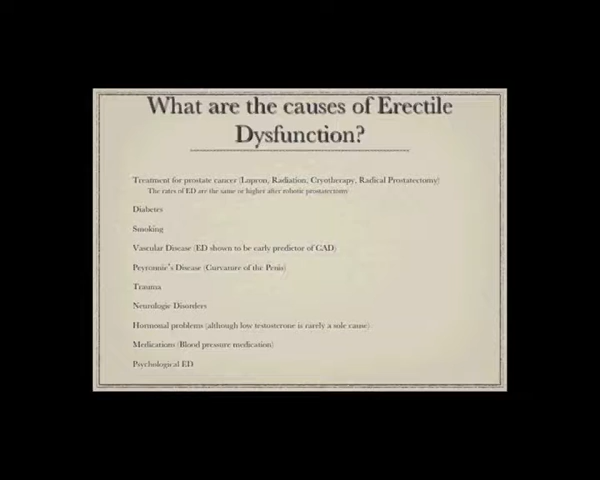 What are the causes of Erectile
Dysfunction?
Treatment for prostate cancer (Lupron, Radiation, Cryotherapy, Radical Prostatectomy)
The rates of ED are the same or higher after robotic prostatectomy
Diabetes
Smoking
Vascular Disease (ED shown to be early predictor of CAD)
Peyronnie's Disease (Curvature of the Penis)
Trauma
Neurologic Disorders
Hormonal problems (although low testosterone is rarely a sole cause)
Medications (Blood pressure medication)
Psychological ED